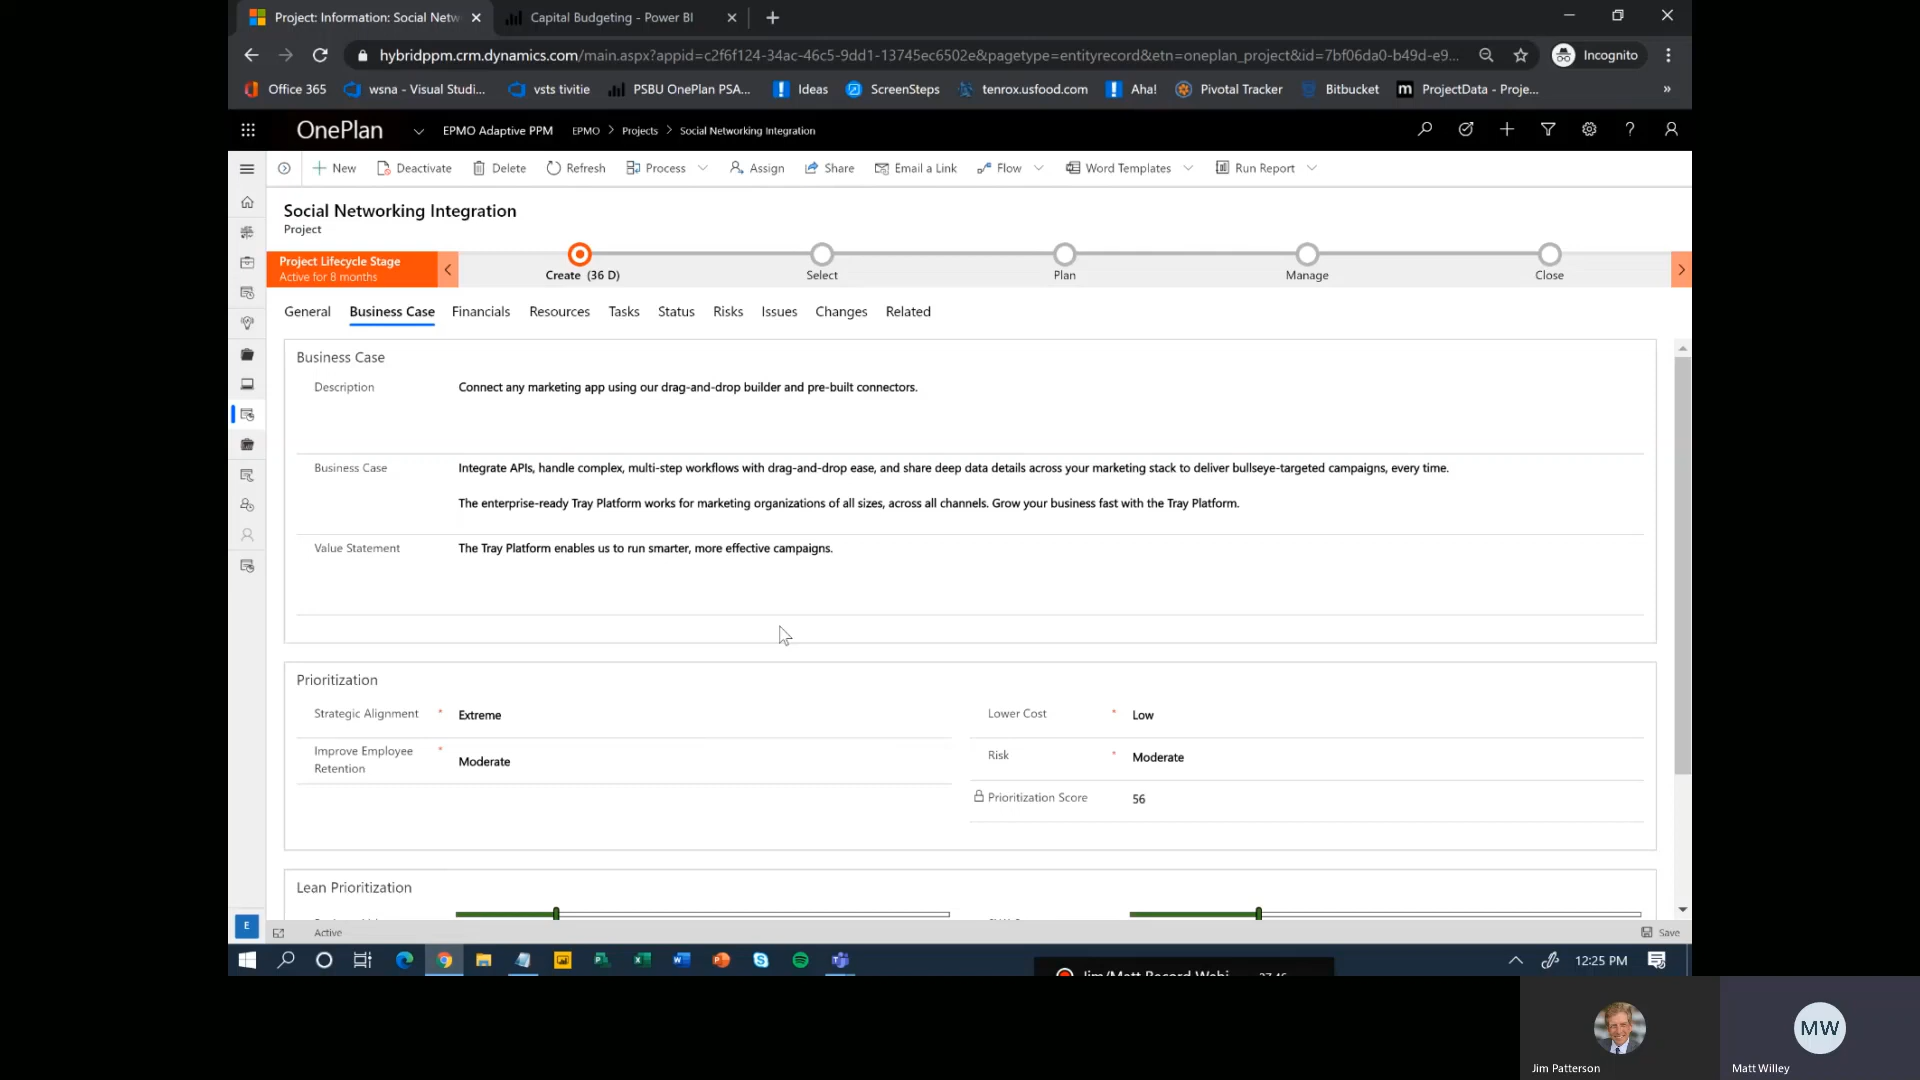 Project: Information: Social Netw
Capital Budgeting - Power BI
hybridppm.crm.dynamics.com/main.aspx?appid=c2f6f124-34ac-46c5-9dd1-13745ec6502e&pagetype=entityrecord&etn=oneplan_project&id=7bf06da0-b49d-e9...
Incognito
Office 365
wsna - Visual Studi...
vsts tivitie
PSBU OnePlan PSA...
Ideas
ScreenSteps
tenrox.usfood.com
Aha!
Pivotal Tracker
Bitbucket
ProjectData - Proje...
OnePlan
EPMO Adaptive PPM
EPMO > Projects > Social Networking Integration
New
Deactivate
Delete
Refresh
Process
Assign
Share
Email a Link
Flow
Word Templates
Run Report
Social Networking Integration
Project
Project Lifecycle Stage
Active for 8 months
Create (36 D)
Select
Plan
Manage
Close
General
Business Case
Financials
Resources
Tasks
Status
Risks
Issues
Changes
Related
Business Case
Description
Connect any marketing app using our drag-and-drop builder and pre-built connectors.
Business Case
Integrate APIs, handle complex, multi-step workflows with drag-and-drop ease, and share deep data details across your marketing stack to deliver bullseye-targeted campaigns, every time.
The enterprise-ready Tray Platform works for marketing organizations of all sizes, across all channels. Grow your business fast with the Tray Platform.
Value Statement
The Tray Platform enables us to run smarter, more effective campaigns.
Prioritization
Strategic Alignment * Extreme
Lower Cost * Low
Improve Employee
Retention
* Moderate
Risk * Moderate
Prioritization Score 56
Lean Prioritization
E
Active
Save
12:25 PM
Jim/Matt Record Webi
MW
Jim Patterson
Matt Willey